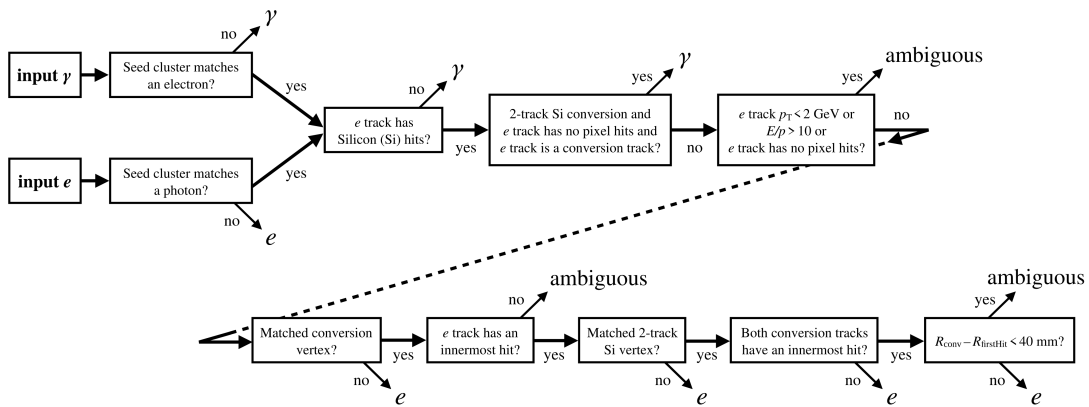 input γ
Seed cluster matches
an electron?
no
γ
yes
input e
Seed cluster matches
a photon?
no
e
yes
e track has
Silicon (Si) hits?
no
γ
yes
2-track Si conversion and
e track has no pixel hits and
e track is a conversion track?
yes
γ
no
e track pT < 2 GeV or
E/p > 10 or
e track has no pixel hits?
yes
ambiguous
no
Matched conversion
vertex?
no
e
yes
e track has an
innermost hit?
no
ambiguous
yes
Matched 2-track
Si vertex?
no
e
yes
Both conversion tracks
have an innermost hit?
no
e
yes
Rconv – RfirstHit < 40 mm?
yes
ambiguous
no
e